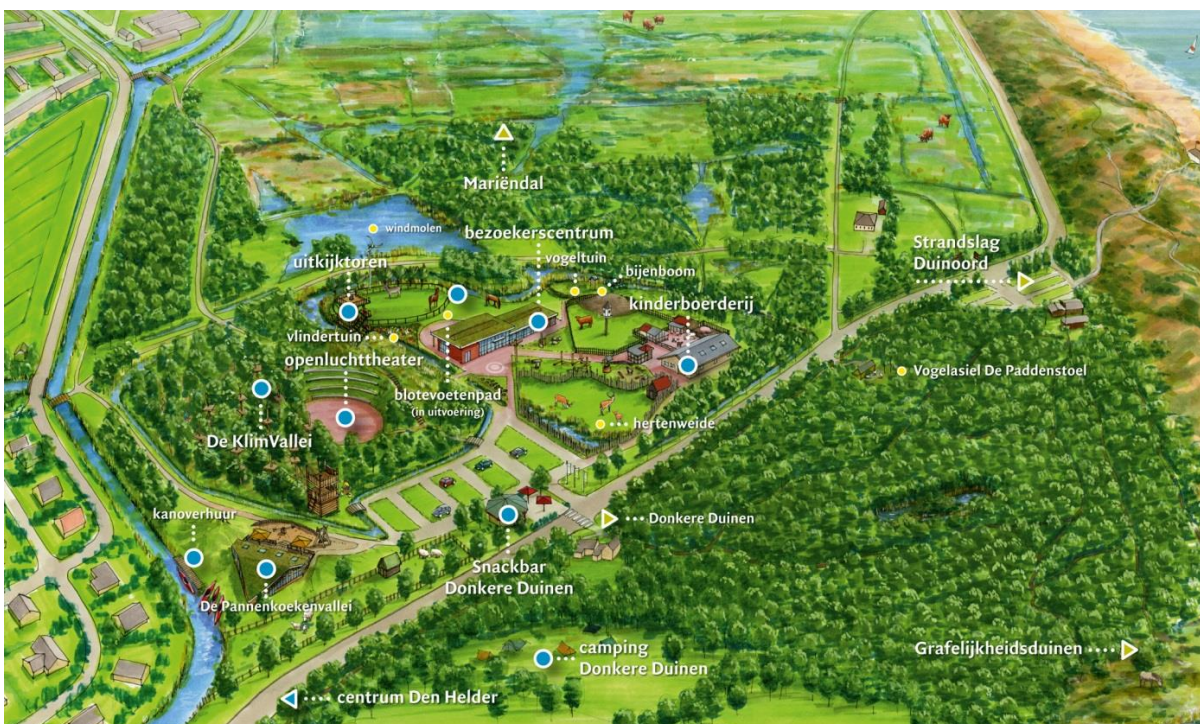 Mariëndal
windmolen
bezoekerscentrum
vogeltuin
bijenboom
uitkijktoren
kinderboerderij
Strandslag
Duinoord
vlindertuin
openluchttheater
blotevoetenpad
(in uitvoering)
Vogelasiel De Paddenstoel
De KlimVallei
hertenweide
kanoverhuur
Donkere Duinen
Snackbar
Donkere Duinen
De Pannenkoekenvallei
camping
Donkere Duinen
Grafelijkheidsduinen
centrum Den Helder